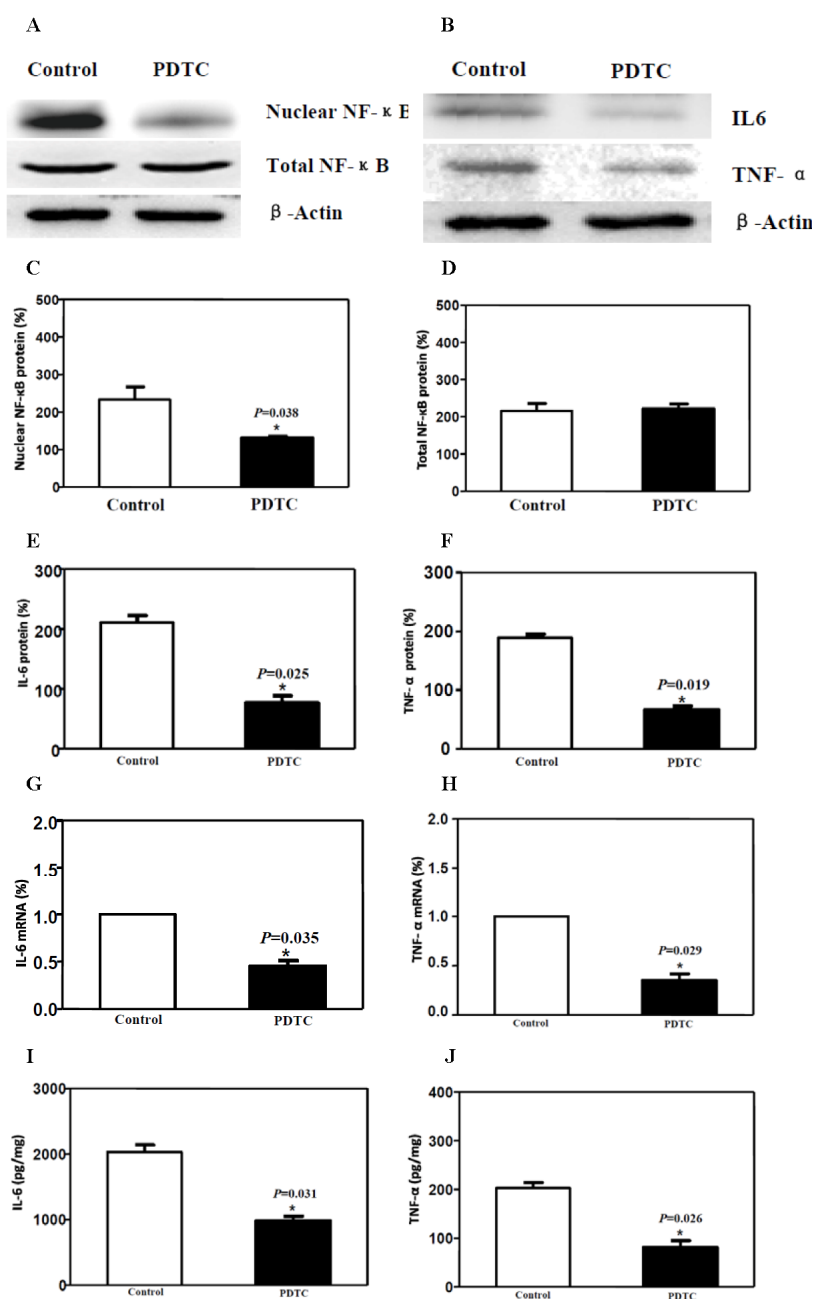 A
B
Control PDTC
Control PDTC
Nuclear NF-κB
Total NF-κB
β-Actin
IL6
TNF-α
β-Actin
C
D
Nuclear NF-κB protein (%)
500
400
300
200
100
0
P=0.038
*
Control PDTC
Total NF-κB protein (%)
500
400
300
200
100
0
Control PDTC
E
F
IL-6 protein (%)
300
200
100
0
P=0.025
*
Control PDTC
TNF-α protein (%)
300
200
100
0
P=0.019
*
Control PDTC
G
H
IL-6 mRNA (%)
2.0
1.5
1.0
0.5
0.0
P=0.035
*
Control PDTC
TNF-α mRNA (%)
2.0
1.5
1.0
0.5
0.0
P=0.029
*
Control PDTC
I
J
IL-6 (pg/mg)
3000
2000
1000
0
P=0.031
*
Control PDTC
TNF-α (pg/mg)
400
300
200
100
0
P=0.026
*
Control PDTC